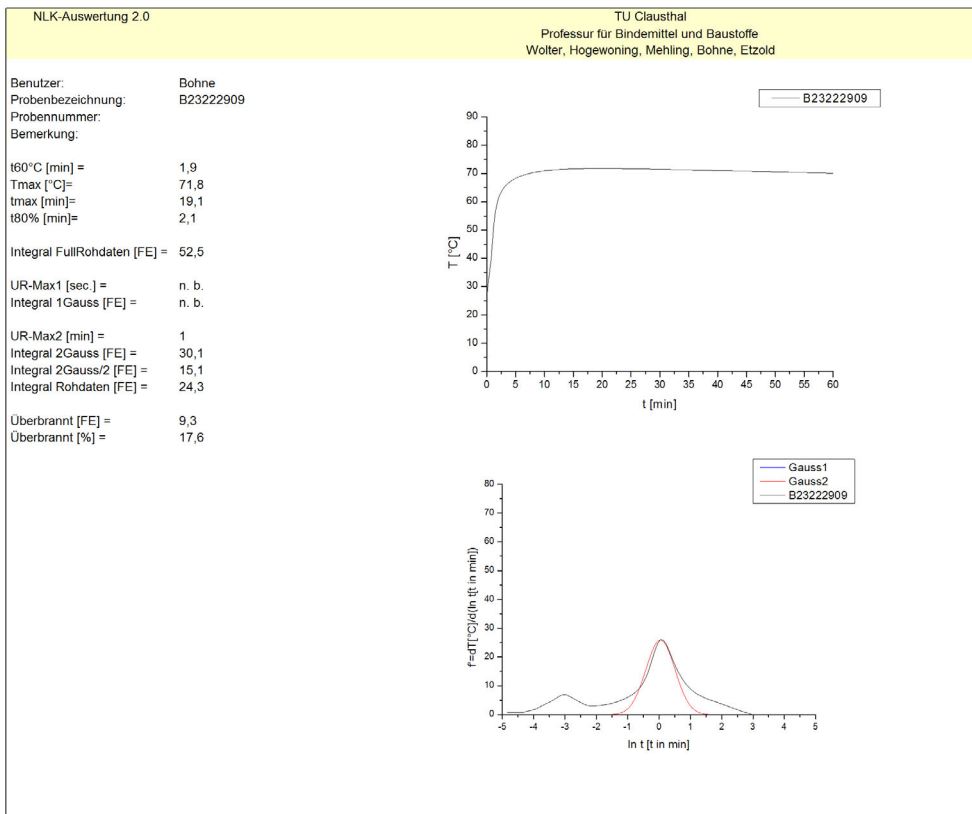 NLK-Auswertung 2.0
TU Clausthal
Professur für Bindemittel und Baustoffe
Wolter, Hogewoning, Mehling, Bohne, Etzold
Benutzer: Bohne
Probenbezeichnung: B23222909
Probennummer:
Bemerkung:
t60°C [min] = 1,9
Tmax [°C]= 71,8
tmax [min]= 19,1
t80% [min]= 2,1
Integral FullRohdaten [FE] = 52,5
UR-Max1 [sec.] = n. b.
Integral 1Gauss [FE] = n. b.
UR-Max2 [min] = 1
Integral 2Gauss [FE] = 30,1
Integral 2Gauss/2 [FE] = 15,1
Integral Rohdaten [FE] = 24,3
Überbrannt [FE] = 9,3
Überbrannt [%] = 17,6
B23222909
90
80
70
60
50
40
30
20
10
0
T [°C]
0 5 10 15 20 25 30 35 40 45 50 55 60
t [min]
Gauss1
Gauss2
B23222909
80
70
60
50
40
30
20
10
0
f'=dT[°C]/d(ln t[t in min])
-5 -4 -3 -2 -1 0 1 2 3 4 5
ln t [t in min]